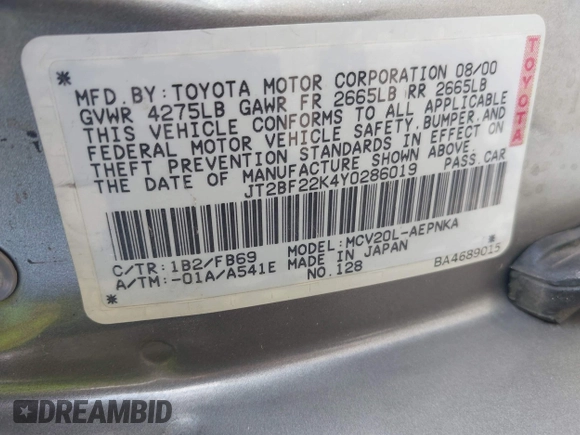 MFD. BY: TOYOTA MOTOR CORPORATION 08/00
GVWR 4275LB GAWR FR 2665LB RR 2665LB
THIS VEHICLE CONFORMS TO ALL APPLICABLE
FEDERAL MOTOR VEHICLE SAFETY, BUMPER, AND
THEFT PREVENTION STANDARDS IN EFFECT ON
THE DATE OF MANUFACTURE SHOWN ABOVE.
JT2BF22K4Y0286019 PASS. CAR
C/TR: 1B2/FB69 MODEL: MCV20L-AEPNKA
A/TM: -01A/A541E MADE IN JAPAN
NO. 128 BA4689015
TOYOTA
DREAMBID